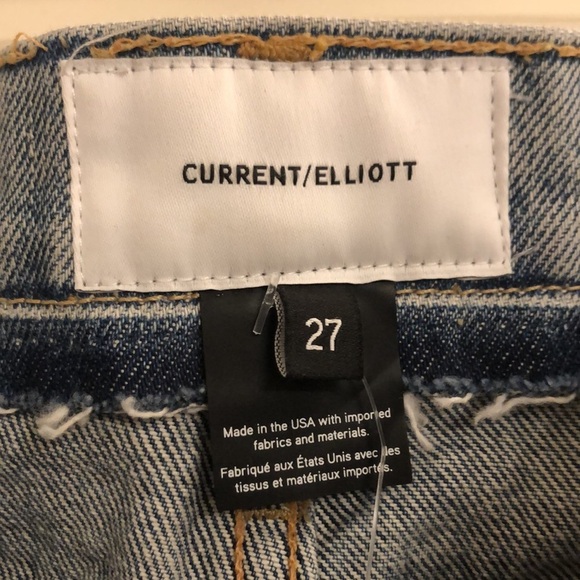 CURRENT/ELLIOTT
27
Made in the USA with imported
fabrics and materials.
Fabriqué aux États Unis avec des
tissus et matériaux importés.